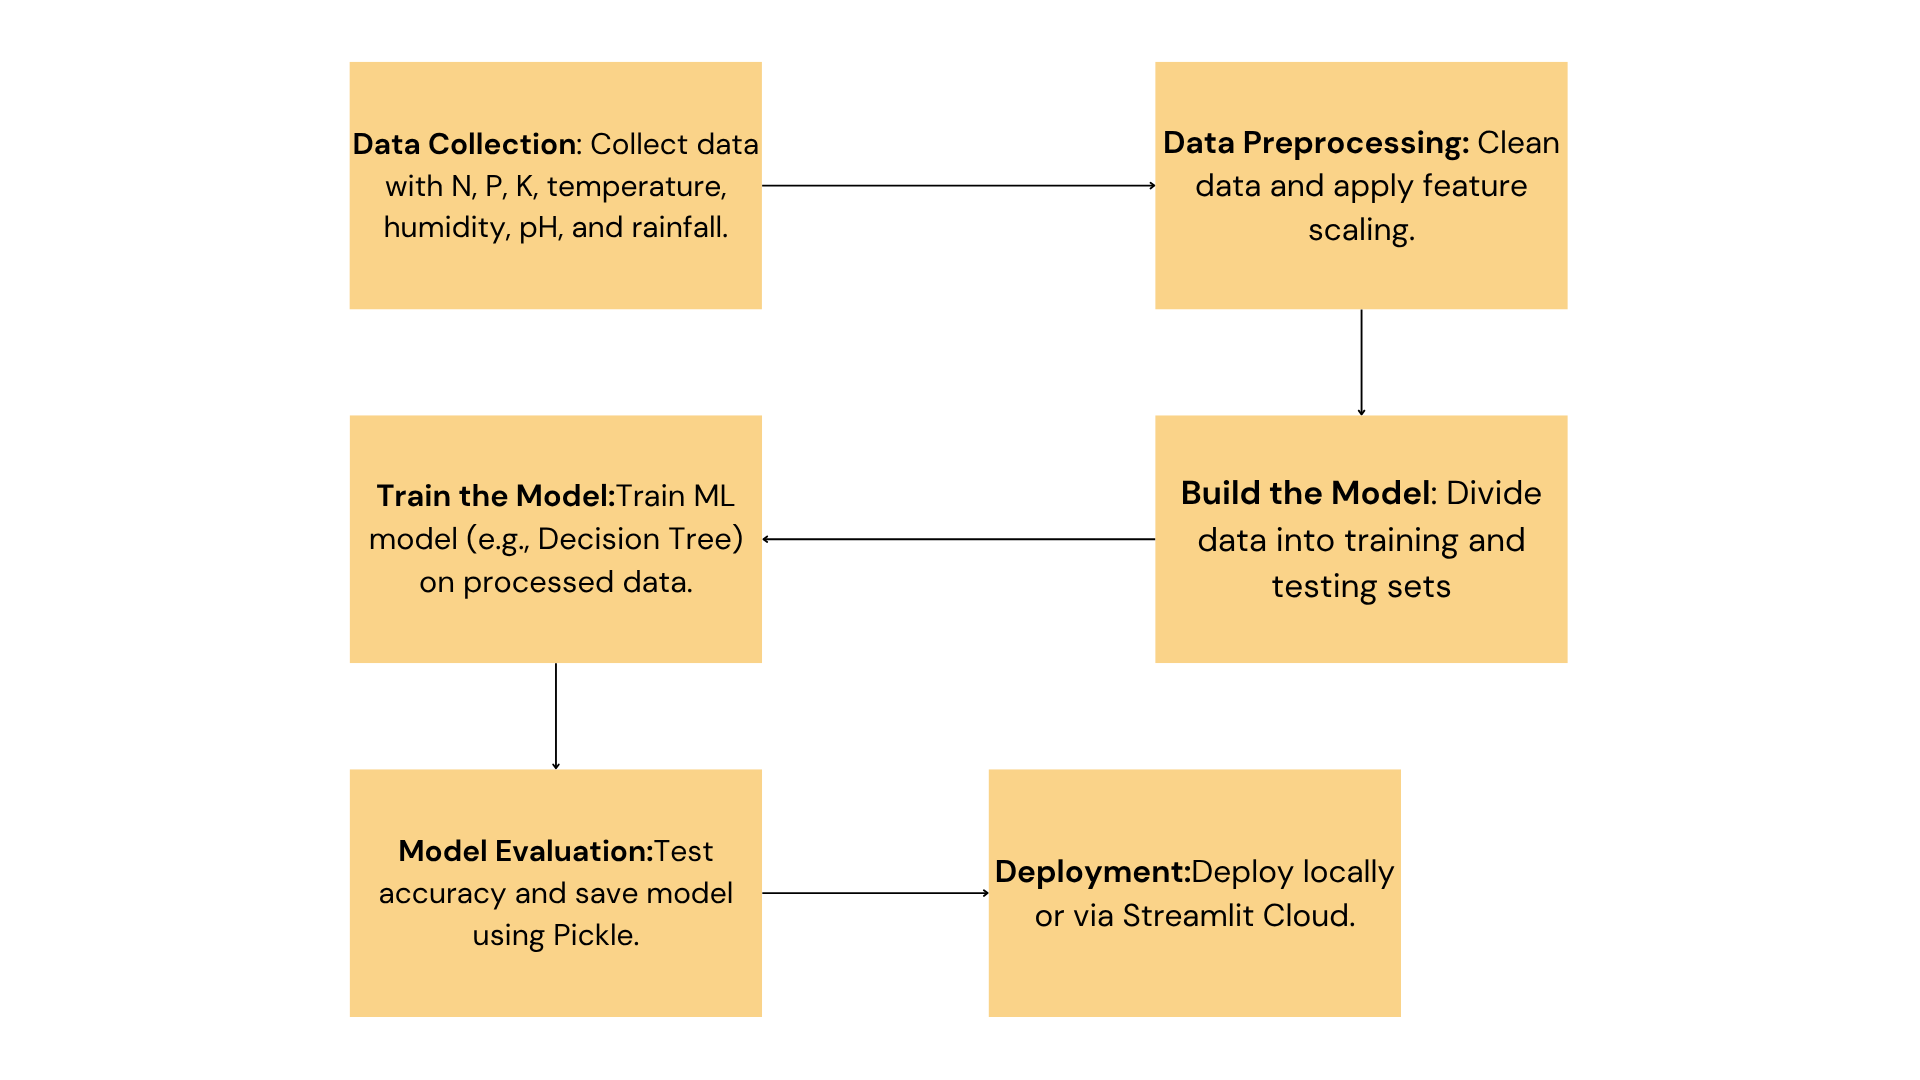 Data Collection: Collect data
with N, P, K, temperature,
humidity, pH, and rainfall.
Data Preprocessing: Clean
data and apply feature
scaling.
Build the Model: Divide
data into training and
testing sets
Train the Model:Train ML
model (e.g., Decision Tree)
on processed data.
Model Evaluation:Test
accuracy and save model
using Pickle.
Deployment:Deploy locally
or via Streamlit Cloud.